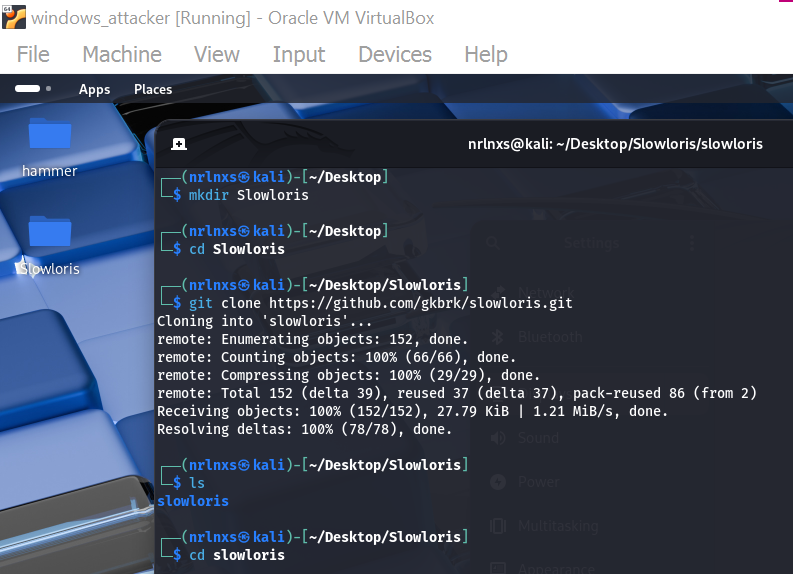 windows_attacker [Running] - Oracle VM VirtualBox
File Machine View Input Devices Help
Apps Places
hammer
Slowloris
nrlnxs@kali: ~/Desktop/Slowloris/slowloris
┌──(nrlnxs㉿kali)-[~/Desktop]
└─$ mkdir Slowloris
┌──(nrlnxs㉿kali)-[~/Desktop]
└─$ cd Slowloris
┌──(nrlnxs㉿kali)-[~/Desktop/Slowloris]
└─$ git clone https://github.com/gkbrk/slowloris.git
Cloning into 'slowloris'...
remote: Enumerating objects: 152, done.
remote: Counting objects: 100% (66/66), done.
remote: Compressing objects: 100% (29/29), done.
remote: Total 152 (delta 39), reused 37 (delta 37), pack-reused 86 (from 2)
Receiving objects: 100% (152/152), 27.79 KiB | 1.21 MiB/s, done.
Resolving deltas: 100% (78/78), done.
┌──(nrlnxs㉿kali)-[~/Desktop/Slowloris]
└─$ ls
slowloris
┌──(nrlnxs㉿kali)-[~/Desktop/Slowloris]
└─$ cd slowloris
Settings
Network
Bluetooth
Sound
Power
Multitasking
Appearance